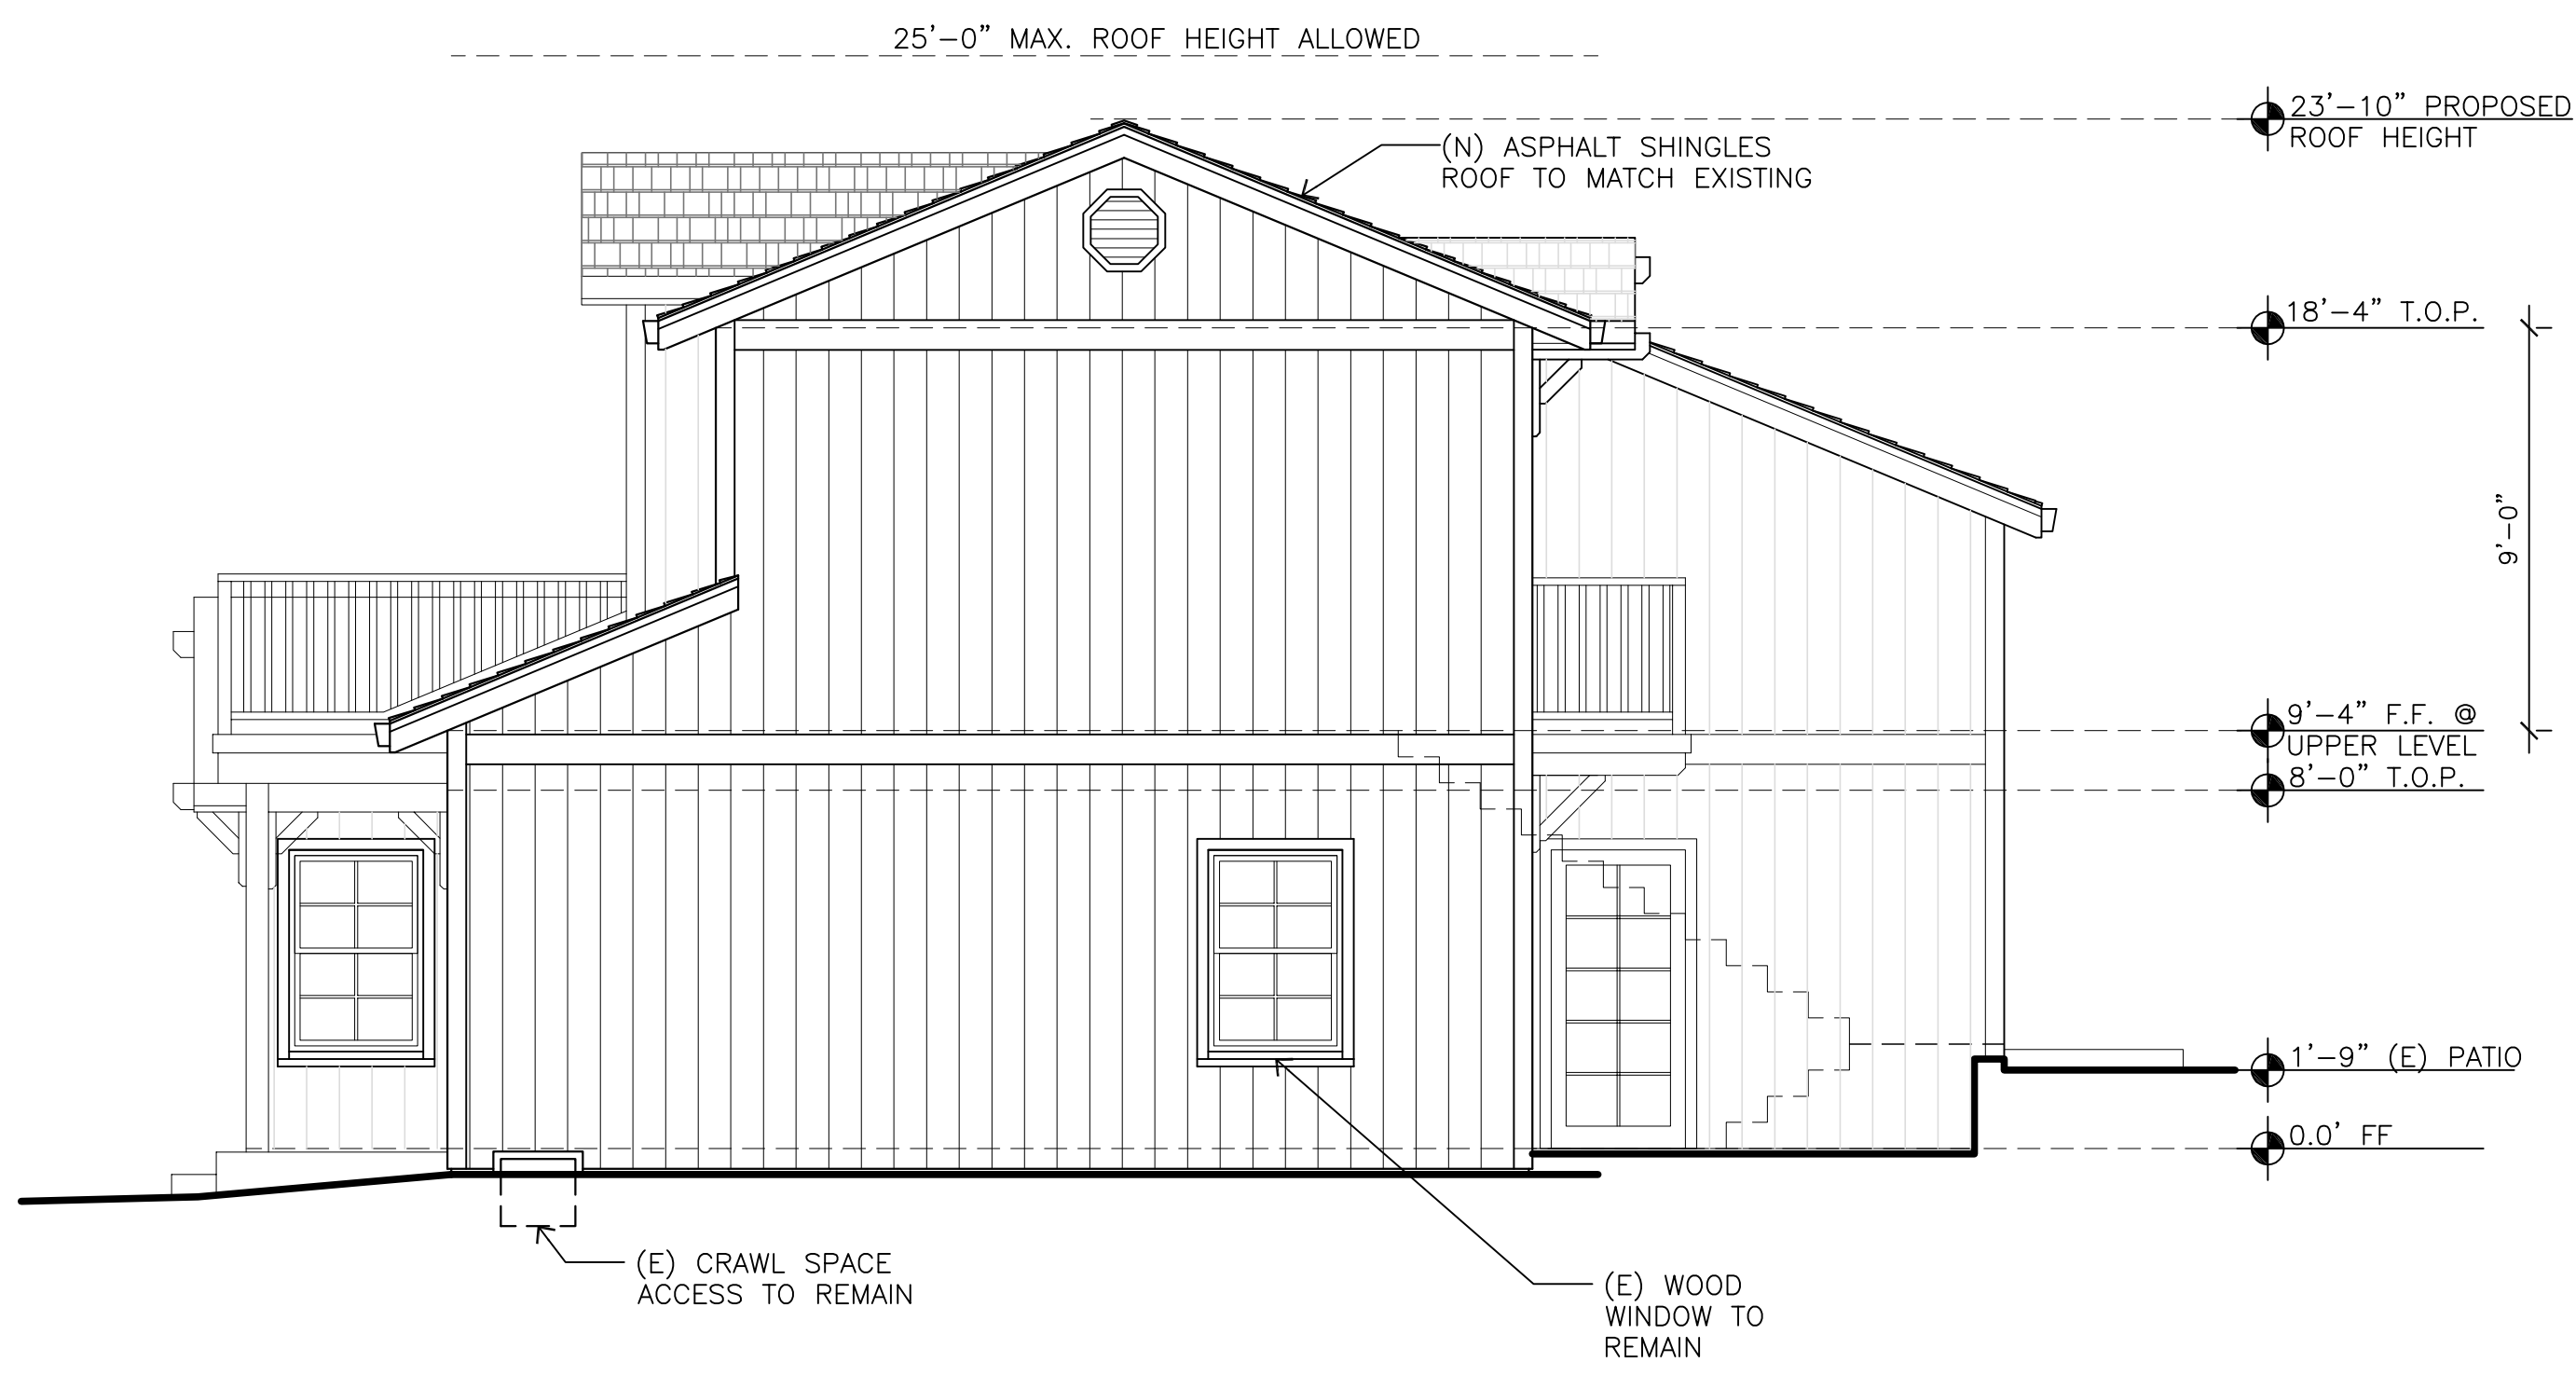 25'-0" MAX. ROOF HEIGHT ALLOWED
23'-10" PROPOSED
ROOF HEIGHT
(N) ASPHALT SHINGLES
ROOF TO MATCH EXISTING
18'-4" T.O.P.
9'-0"
9'-4" F.F. @
UPPER LEVEL
8'-0" T.O.P.
1'-9" (E) PATIO
0.0' FF
(E) CRAWL SPACE
ACCESS TO REMAIN
(E) WOOD
WINDOW TO
REMAIN